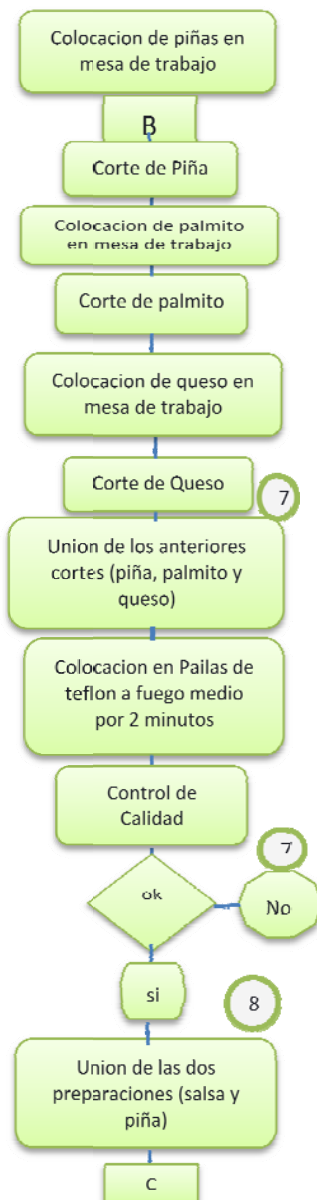 Colocacion de piñas en
mesa de trabajo
B
Corte de Piña
Colocacion de palmito
en mesa de trabajo
Corte de palmito
Colocacion de queso en
mesa de trabajo
Corte de Queso
7
Union de los anteriores
cortes (piña, palmito y
queso)
Colocacion en Pailas de
teflon a fuego medio
por 2 minutos
Control de
Calidad
7
ok
No
si
8
Union de las dos
preparaciones (salsa y
piña)
C